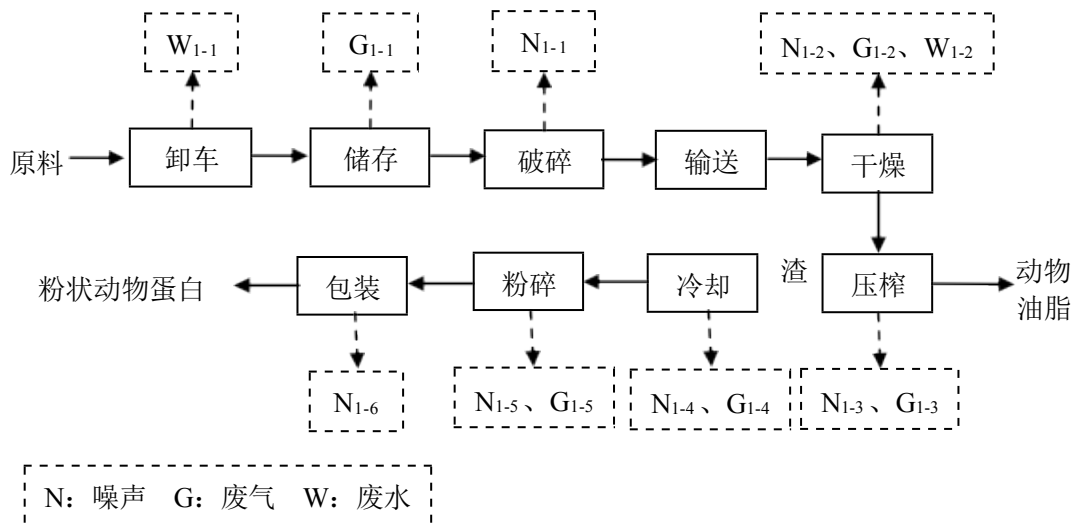 W1-1
G1-1
N1-1
N1-2、G1-2、W1-2
原料
卸车
储存
破碎
输送
干燥
粉状动物蛋白
包装
粉碎
冷却
渣
压榨
动物
油脂
N1-6
N1-5、G1-5
N1-4、G1-4
N1-3、G1-3
N：噪声 G：废气 W：废水